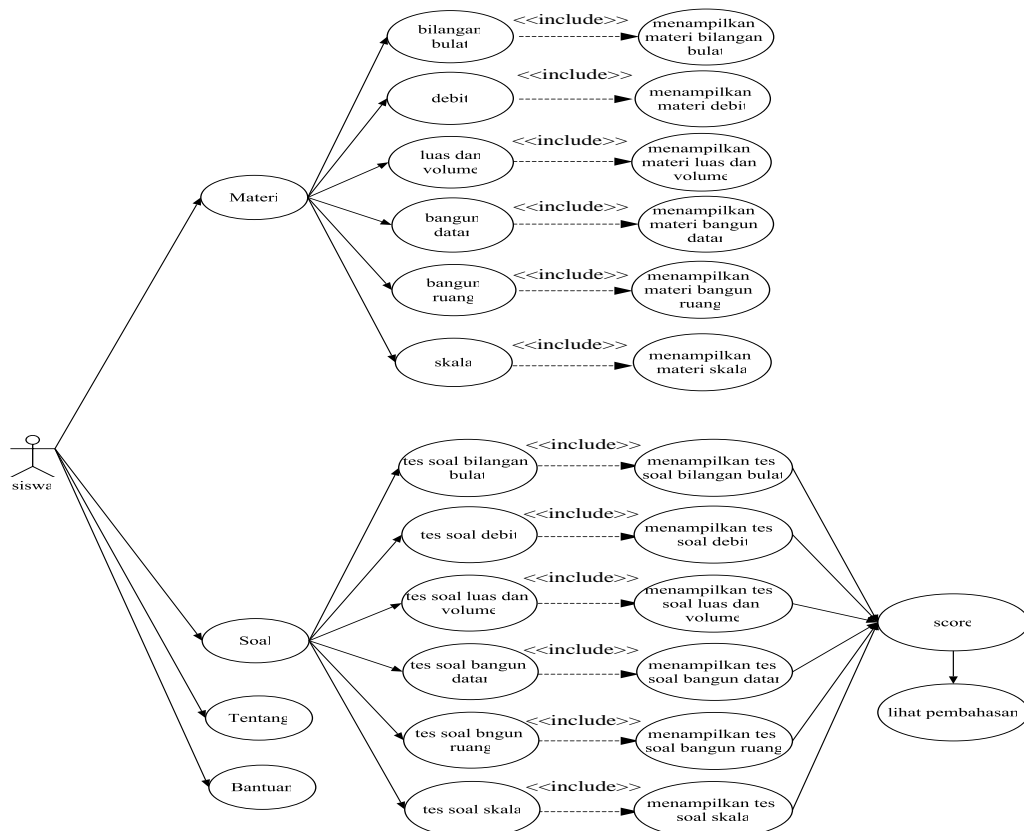 <<include>>
bilangan
bulat
menampilkan
materi bilangan
bulat
<<include>>
debit
menampilkan
materi debit
<<include>>
luas dan
volume
menampilkan
materi luas dan
volume
Materi
<<include>>
bangun
datar
menampilkan
materi bangun
datar
<<include>>
bangun
ruang
menampilkan
materi bangun
ruang
<<include>>
skala
menampilkan
materi skala
siswa
<<include>>
tes soal bilangan
bulat
menampilkan tes
soal bilangan bulat
<<include>>
tes soal debit
menampilkan tes
soal debit
<<include>>
tes soal luas dan
volume
menampilkan tes
soal luas dan
volume
score
Soal
<<include>>
tes soal bangun
datar
menampilkan tes
soal bangun datar
lihat pembahasan
Tentang
<<include>>
tes soal bngun
ruang
menampilkan tes
soal bangun ruang
Bantuan
<<include>>
tes soal skala
menampilkan tes
soal skala